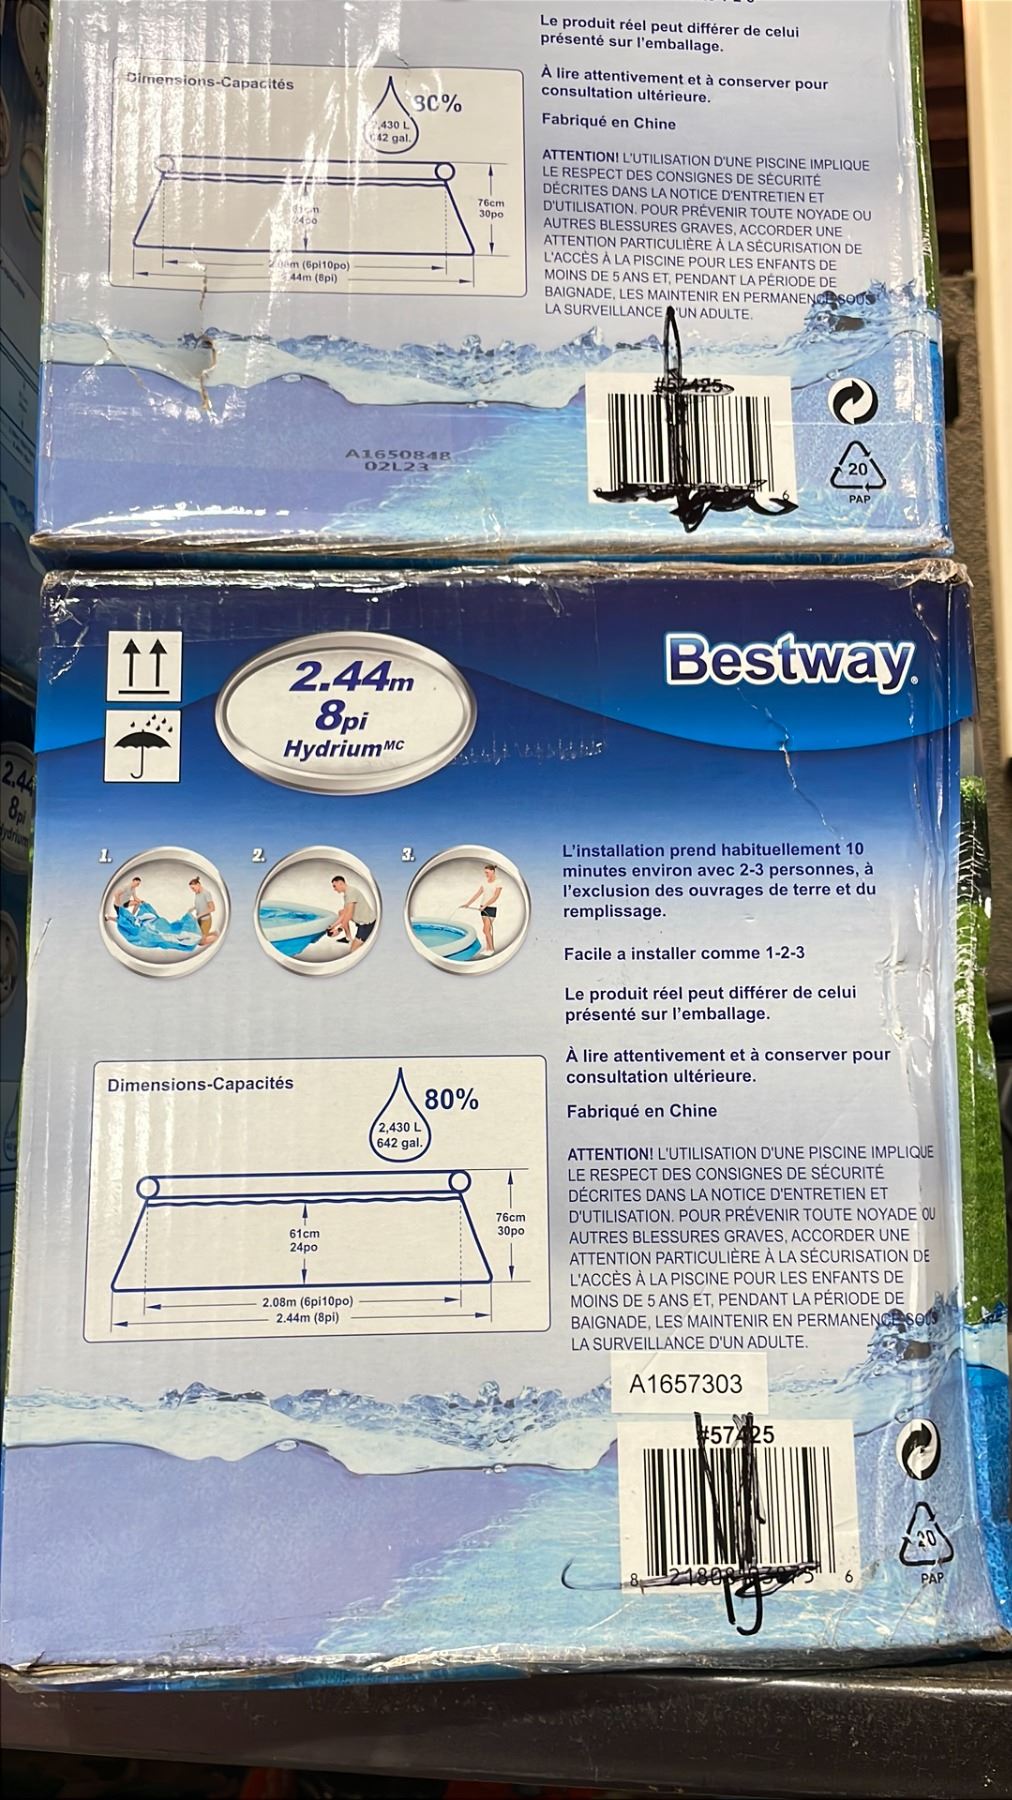 Le produit réel peut différer de celui
présenté sur l'emballage.
À lire attentivement et à conserver pour
consultation ultérieure.
Fabriqué en Chine
ATTENTION! L'UTILISATION D'UNE PISCINE IMPLIQUE
LE RESPECT DES CONSIGNES DE SÉCURITÉ
DÉCRITES DANS LA NOTICE D'ENTRETIEN ET
D'UTILISATION. POUR PRÉVENIR TOUTE NOYADE OU
AUTRES BLESSURES GRAVES, ACCORDER UNE
ATTENTION PARTICULIÈRE À LA SÉCURISATION DE
L'ACCÈS À LA PISCINE POUR LES ENFANTS DE
MOINS DE 5 ANS ET, PENDANT LA PÉRIODE DE
BAIGNADE, LES MAINTENIR EN PERMANENCE SOUS
LA SURVEILLANCE D'UN ADULTE.
Dimensions-Capacités
80%
2,430 L
642 gal.
76cm
30po
61cm
24po
2.08m (6pi10po)
2.44m (8pi)
#57425
6
A1650848
02L23
20
PAP
2.44m
8pi
Hydrium MC
Bestway®
1.
2.
3.
L'installation prend habituellement 10
minutes environ avec 2-3 personnes, à
l'exclusion des ouvrages de terre et du
remplissage.
Facile a installer comme 1-2-3
Le produit réel peut différer de celui
présenté sur l'emballage.
À lire attentivement et à conserver pour
consultation ultérieure.
Fabriqué en Chine
ATTENTION! L'UTILISATION D'UNE PISCINE IMPLIQUE
LE RESPECT DES CONSIGNES DE SÉCURITÉ
DÉCRITES DANS LA NOTICE D'ENTRETIEN ET
D'UTILISATION. POUR PRÉVENIR TOUTE NOYADE OU
AUTRES BLESSURES GRAVES, ACCORDER UNE
ATTENTION PARTICULIÈRE À LA SÉCURISATION DE
L'ACCÈS À LA PISCINE POUR LES ENFANTS DE
MOINS DE 5 ANS ET, PENDANT LA PÉRIODE DE
BAIGNADE, LES MAINTENIR EN PERMANENCE SOUS
LA SURVEILLANCE D'UN ADULTE.
Dimensions-Capacités
80%
2,430 L
642 gal.
76cm
30po
61cm
24po
2.08m (6pi10po)
2.44m (8pi)
A1657303
#57425
8 6
20
PAP
2.44
8pi